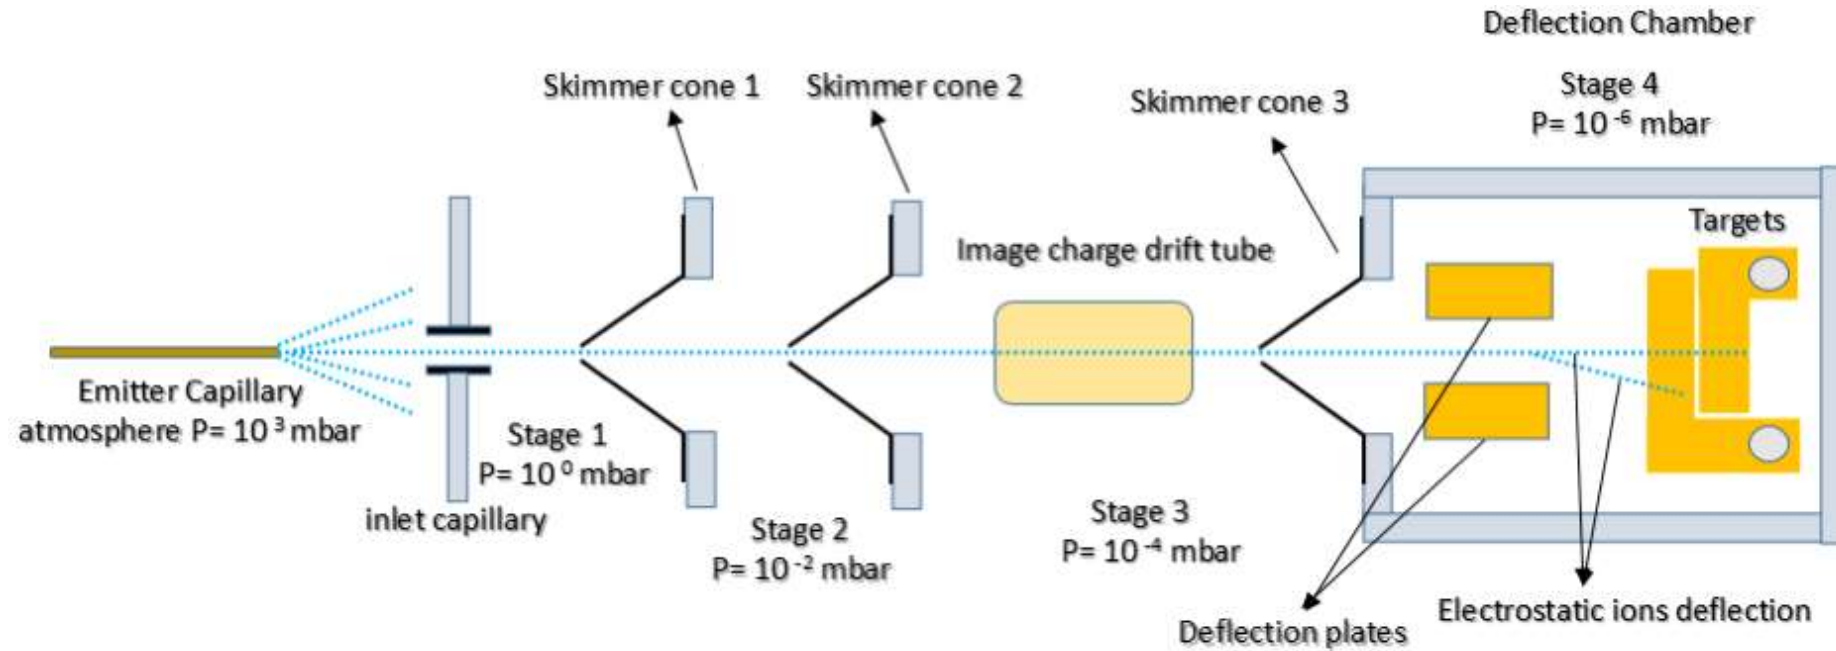 Deflection Chamber
Skimmer cone 1
Skimmer cone 2
Skimmer cone 3
Stage 4
P= 10 -6 mbar
Targets
Image charge drift tube
Emitter Capillary
atmosphere P= 10 3 mbar
Stage 1
P= 10 0 mbar
inlet capillary
Stage 2
P= 10 -2 mbar
Stage 3
P= 10 -4 mbar
Deflection plates
Electrostatic ions deflection